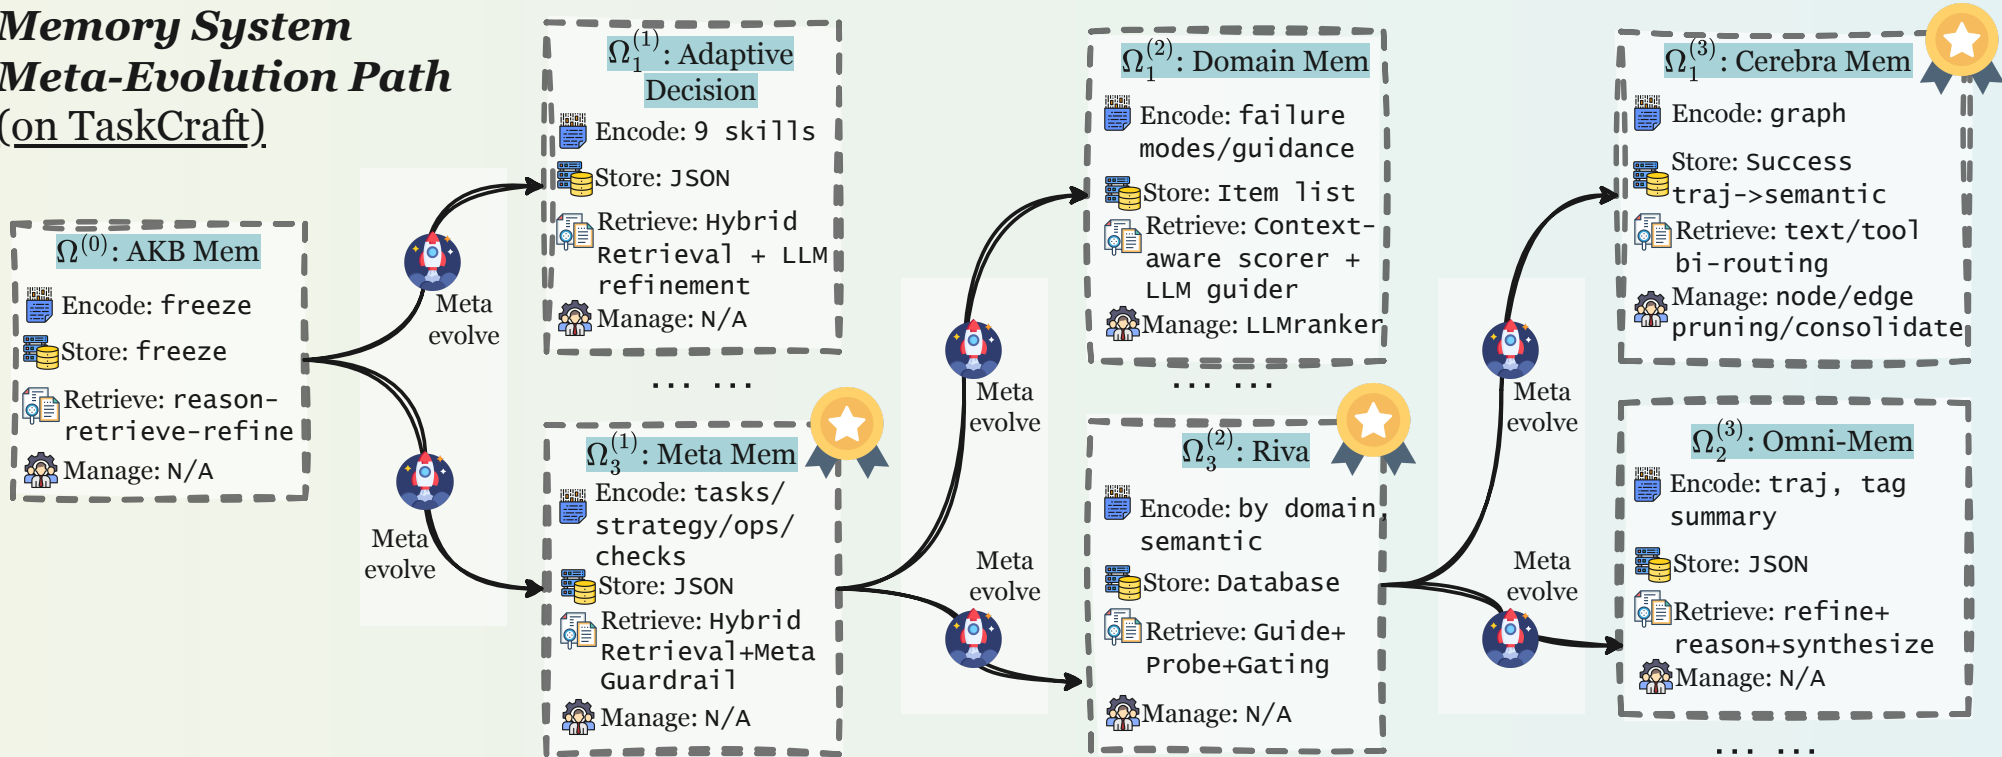 Memory System
Meta-Evolution Path
(on TaskCraft)
Ω^(0): AKB Mem
Encode: freeze
Store: freeze
Retrieve: reason-
retrieve-refine
Manage: N/A
Meta
evolve
Meta
evolve
Ω_1^(1): Adaptive
Decision
Encode: 9 skills
Store: JSON
Retrieve: Hybrid
Retrieval + LLM
refinement
Manage: N/A
... ...
Ω_3^(1): Meta Mem
Encode: tasks/
strategy/ops/
checks
Store: JSON
Retrieve: Hybrid
Retrieval+Meta
Guardrail
Manage: N/A
Meta
evolve
Meta
evolve
Ω_1^(2): Domain Mem
Encode: failure
modes/guidance
Store: Item list
Retrieve: Context-
aware scorer +
LLM guider
Manage: LLMranker
... ...
Ω_3^(2): Riva
Encode: by domain,
semantic
Store: Database
Retrieve: Guide+
Probe+Gating
Manage: N/A
Meta
evolve
Meta
evolve
Ω_1^(3): Cerebra Mem
Encode: graph
Store: Success
traj->semantic
Retrieve: text/tool
bi-routing
Manage: node/edge
pruning/consolidate
Ω_2^(3): Omni-Mem
Encode: traj, tag
summary
Store: JSON
Retrieve: refine+
reason+synthesize
Manage: N/A
... ...